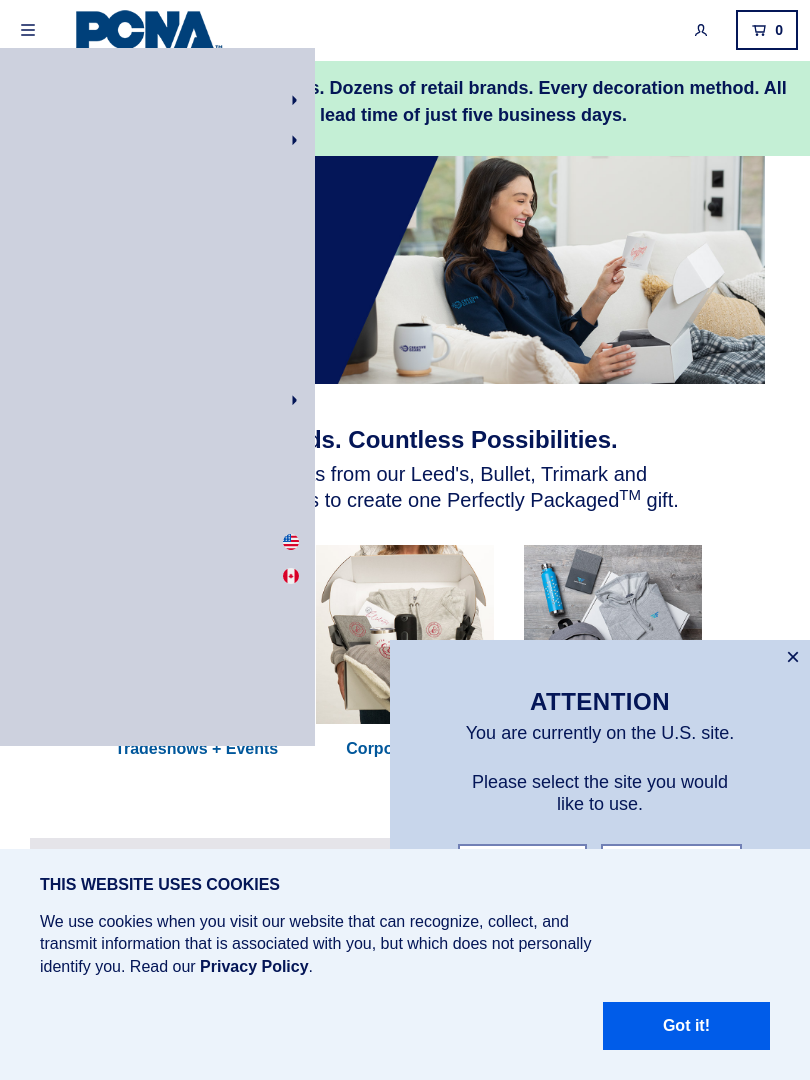 PCNA™
0
s. Dozens of retail brands. Every decoration method. All
lead time of just five business days.
ds. Countless Possibilities.
s from our Leed's, Bullet, Trimark and
s to create one Perfectly Packaged™ gift.
Tradeshows + Events
Corpo
ATTENTION
You are currently on the U.S. site.
Please select the site you would
like to use.
THIS WEBSITE USES COOKIES
We use cookies when you visit our website that can recognize, collect, and
transmit information that is associated with you, but which does not personally
identify you. Read our Privacy Policy.
Got it!